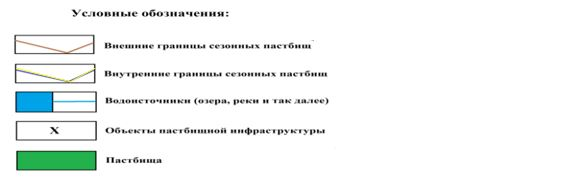 Условные обозначения:
Внешние границы сезонных пастбищ
Внутренние границы сезонных пастбищ
Водоисточники (озера, реки и так далее)
X Объекты пастбищной инфраструктуры
Пастбища